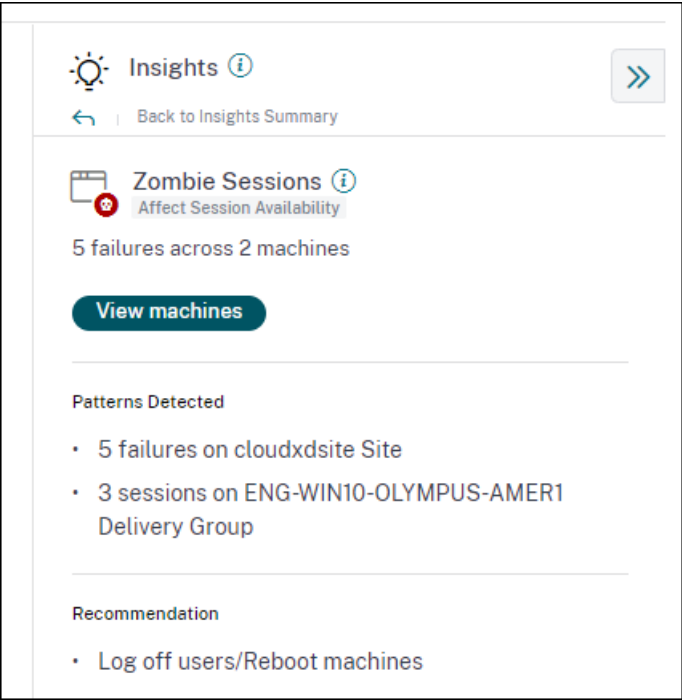 Insights
Back to Insights Summary
Zombie Sessions
Affect Session Availability
5 failures across 2 machines
View machines
Patterns Detected
• 5 failures on cloudxdsite Site
• 3 sessions on ENG-WIN10-OLYMPUS-AMER1
Delivery Group
Recommendation
• Log off users/Reboot machines